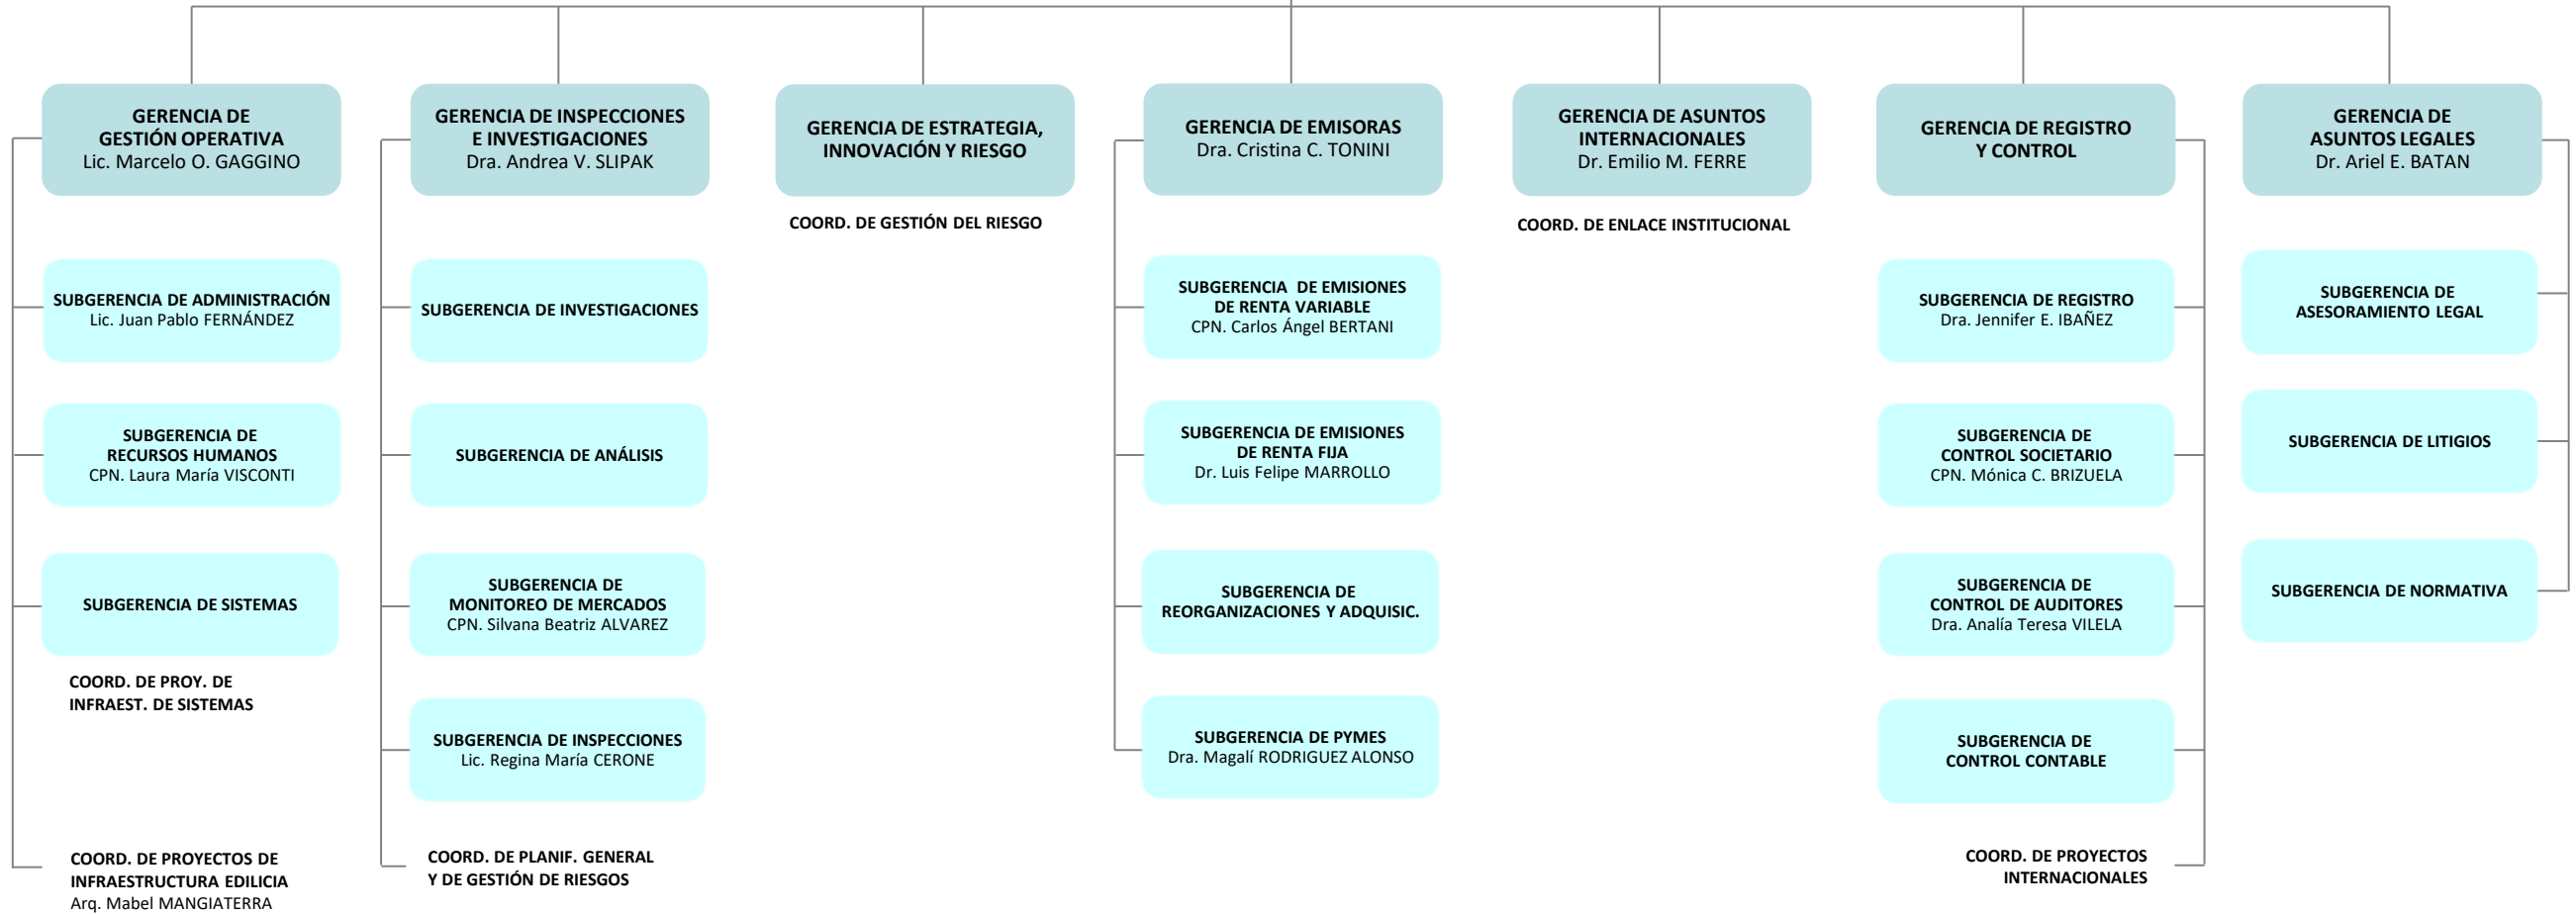 GERENCIA DE
GESTIÓN OPERATIVA
Lic. Marcelo O. GAGGINO
SUBGERENCIA DE ADMINISTRACIÓN
Lic. Juan Pablo FERNÁNDEZ
SUBGERENCIA DE
RECURSOS HUMANOS
CPN. Laura María VISCONTI
SUBGERENCIA DE SISTEMAS
COORD. DE PROY. DE
INFRAEST. DE SISTEMAS
COORD. DE PROYECTOS DE
INFRAESTRUCTURA EDILICIA
Arq. Mabel MANGIATERRA
GERENCIA DE INSPECCIONES
E INVESTIGACIONES
Dra. Andrea V. SLIPAK
SUBGERENCIA DE INVESTIGACIONES
SUBGERENCIA DE ANÁLISIS
SUBGERENCIA DE
MONITOREO DE MERCADOS
CPN. Silvana Beatriz ALVAREZ
SUBGERENCIA DE INSPECCIONES
Lic. Regina María CERONE
COORD. DE PLANIF. GENERAL
Y DE GESTIÓN DE RIESGOS
GERENCIA DE ESTRATEGIA,
INNOVACIÓN Y RIESGO
COORD. DE GESTIÓN DEL RIESGO
GERENCIA DE EMISORAS
Dra. Cristina C. TONINI
SUBGERENCIA DE EMISIONES
DE RENTA VARIABLE
CPN. Carlos Ángel BERTANI
SUBGERENCIA DE EMISIONES
DE RENTA FIJA
Dr. Luis Felipe MARROLLO
SUBGERENCIA DE
REORGANIZACIONES Y ADQUISIC.
SUBGERENCIA DE PYMES
Dra. Magalí RODRIGUEZ ALONSO
GERENCIA DE ASUNTOS
INTERNACIONALES
Dr. Emilio M. FERRE
COORD. DE ENLACE INSTITUCIONAL
GERENCIA DE REGISTRO
Y CONTROL
SUBGERENCIA DE REGISTRO
Dra. Jennifer E. IBAÑEZ
SUBGERENCIA DE
CONTROL SOCIETARIO
CPN. Mónica C. BRIZUELA
SUBGERENCIA DE
CONTROL DE AUDITORES
Dra. Analía Teresa VILELA
SUBGERENCIA DE
CONTROL CONTABLE
COORD. DE PROYECTOS
INTERNACIONALES
GERENCIA DE
ASUNTOS LEGALES
Dr. Ariel E. BATAN
SUBGERENCIA DE
ASESORAMIENTO LEGAL
SUBGERENCIA DE LITIGIOS
SUBGERENCIA DE NORMATIVA